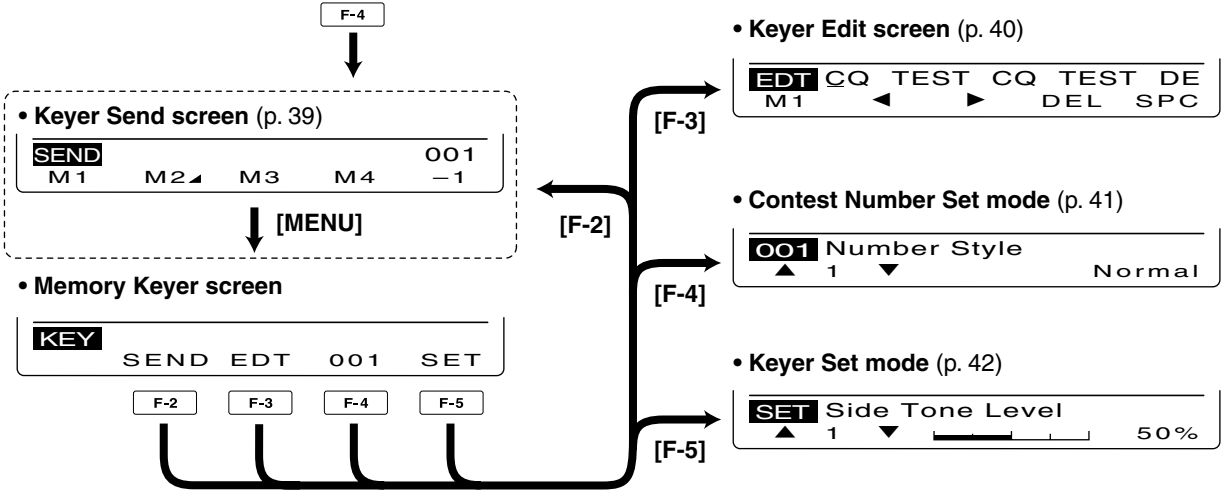 F-4
• Keyer Send screen (p. 39)
SEND 001
M1 M2◢ M3 M4 −1
[MENU]
• Memory Keyer screen
KEY
SEND EDT 001 SET
F-2 F-3 F-4 F-5
[F-2]
• Keyer Edit screen (p. 40)
EDT CQ TEST CQ TEST DE
M1 ◄ ► DEL SPC
[F-3]
• Contest Number Set mode (p. 41)
001 Number Style
▲ 1 ▼ Normal
[F-4]
• Keyer Set mode (p. 42)
SET Side Tone Level
▲ 1 ▼ 50%
[F-5]